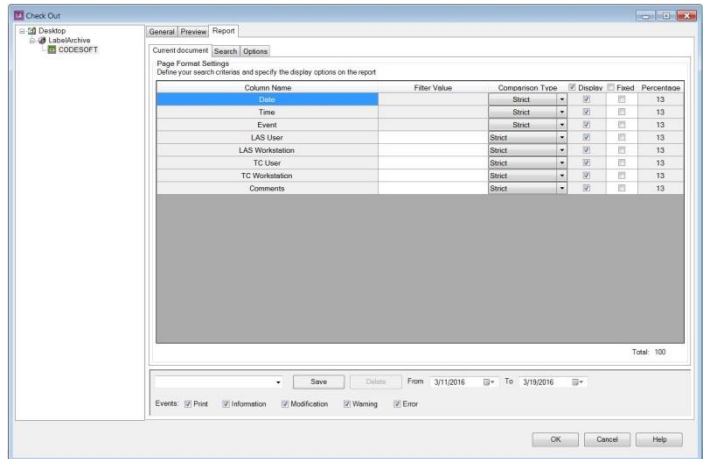 Check Out
Desktop
LabelArchive
CODESOFT
General Preview Report
Current document Search Options
Page Format Settings
Define your search criterias and specify the display options on the report
Column Name Filter Value Comparison Type Display Fixed Percentage
Date Strict 13
Time Strict 13
Event Strict 13
LAS User Strict 13
LAS Workstation Strict 13
TC User Strict 13
TC Workstation Strict 13
Comments Strict 13
Total: 100
Save Delete From 3/11/2016 To 3/19/2016
Events: Print Information Modification Warning Error
OK Cancel Help